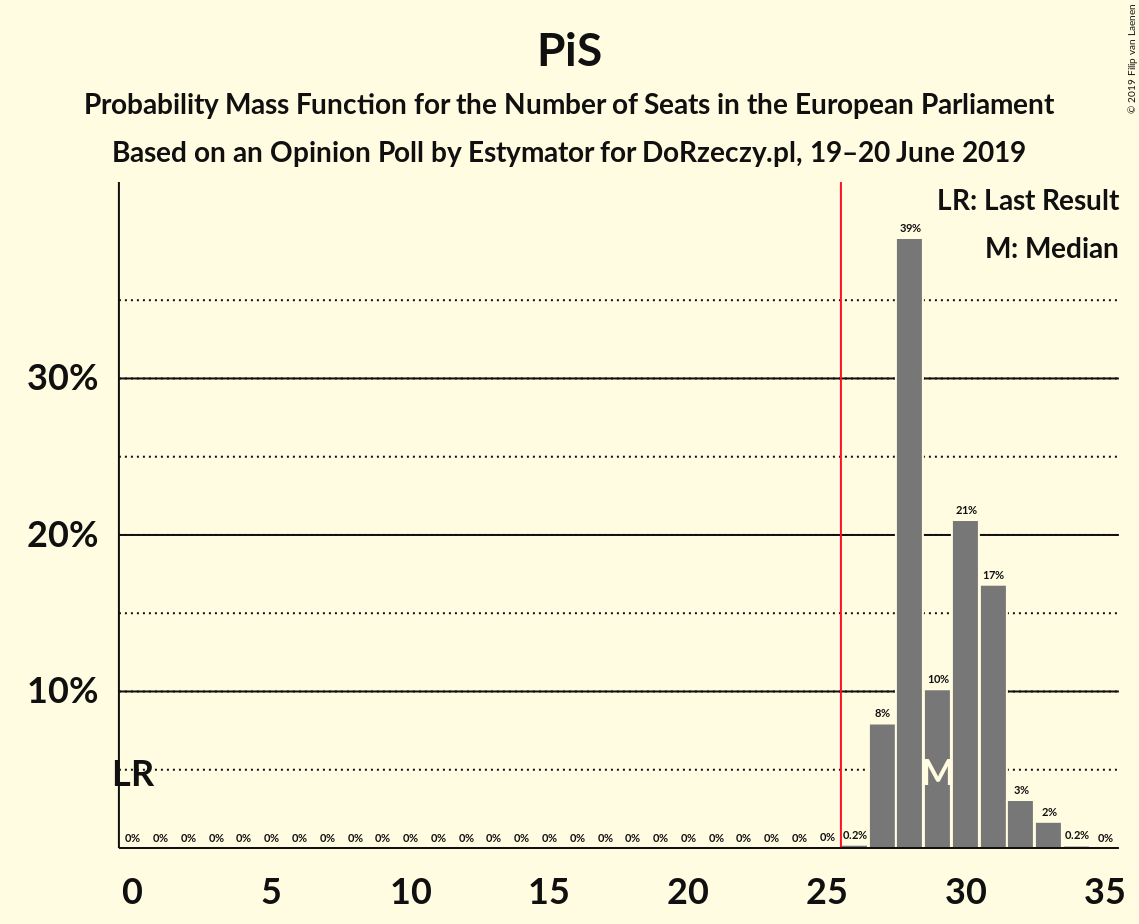 PiS
Probability Mass Function for the Number of Seats in the European Parliament
Based on an Opinion Poll by Estymator for DoRzeczy.pl, 19–20 June 2019
© 2019 Filip van Laenen
LR: Last Result
M: Median
39%
30%
21%
20%
17%
10%
10%
8%
LR
M
3%
2%
0% 0% 0% 0% 0% 0% 0% 0% 0% 0% 0% 0% 0% 0% 0% 0% 0% 0% 0% 0% 0% 0% 0% 0% 0% 0% 0.2% 0.2% 0%
0 5 10 15 20 25 30 35